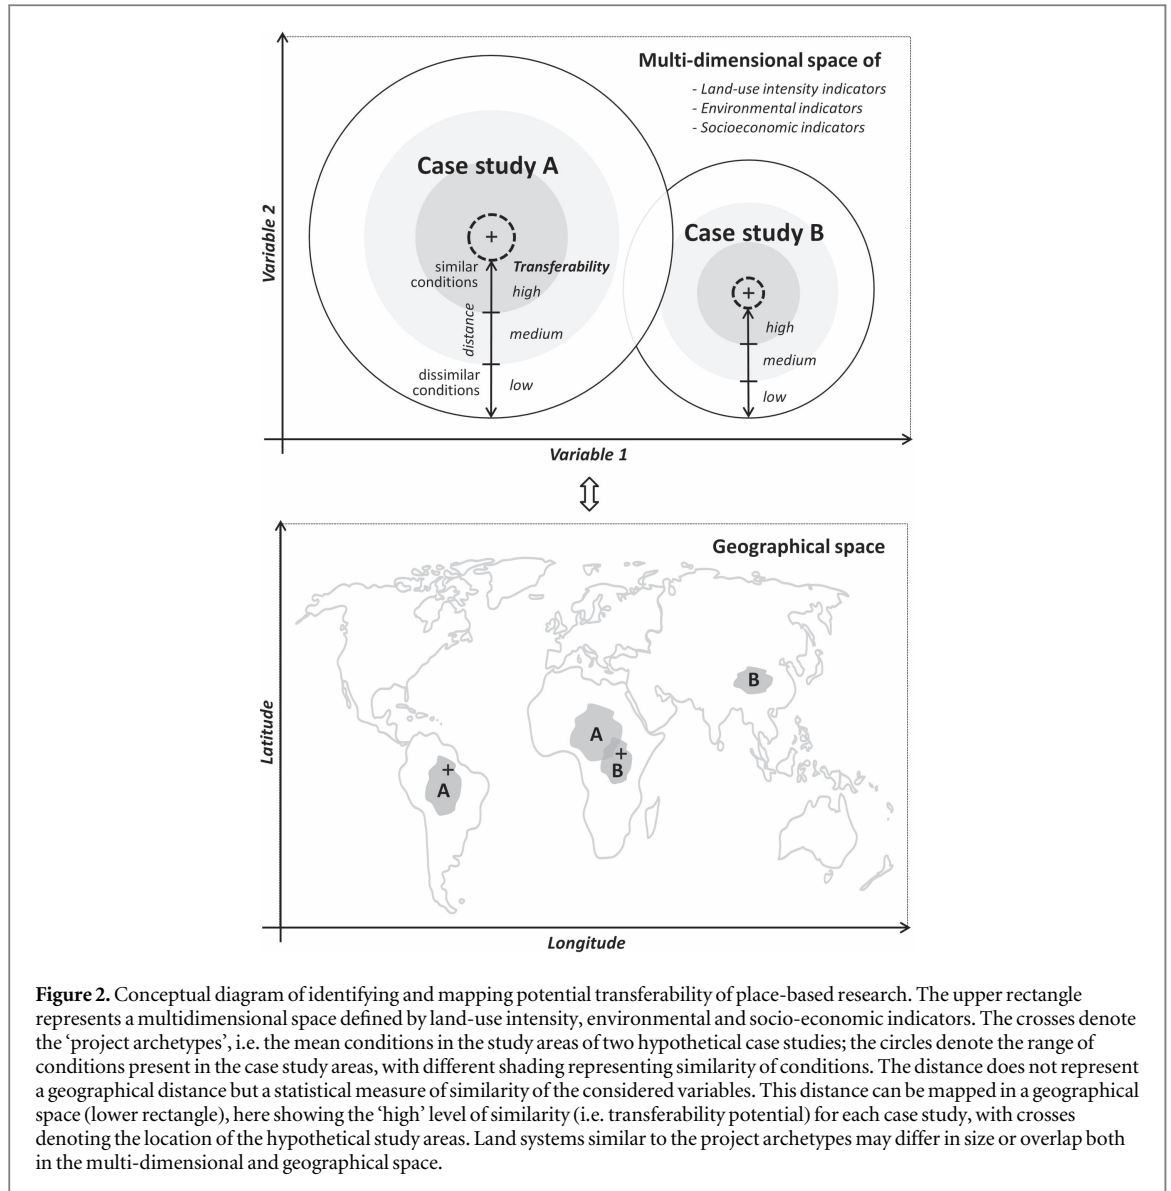 Multi-dimensional space of
- Land-use intensity indicators
- Environmental indicators
- Socioeconomic indicators
Case study A
Case study B
+
+
similar
conditions
Transferability
high
distance
medium
dissimilar
conditions
low
high
medium
low
Variable 2
Variable 1
Geographical space
B
A
+
B
+
A
Latitude
Longitude
Figure 2. Conceptual diagram of identifying and mapping potential transferability of place-based research. The upper rectangle
represents a multidimensional space defined by land-use intensity, environmental and socio-economic indicators. The crosses denote
the ‘project archetypes’, i.e. the mean conditions in the study areas of two hypothetical case studies; the circles denote the range of
conditions present in the case study areas, with different shading representing similarity of conditions. The distance does not represent
a geographical distance but a statistical measure of similarity of the considered variables. This distance can be mapped in a geographical
space (lower rectangle), here showing the ‘high’ level of similarity (i.e. transferability potential) for each case study, with crosses
denoting the location of the hypothetical study areas. Land systems similar to the project archetypes may differ in size or overlap both
in the multi-dimensional and geographical space.